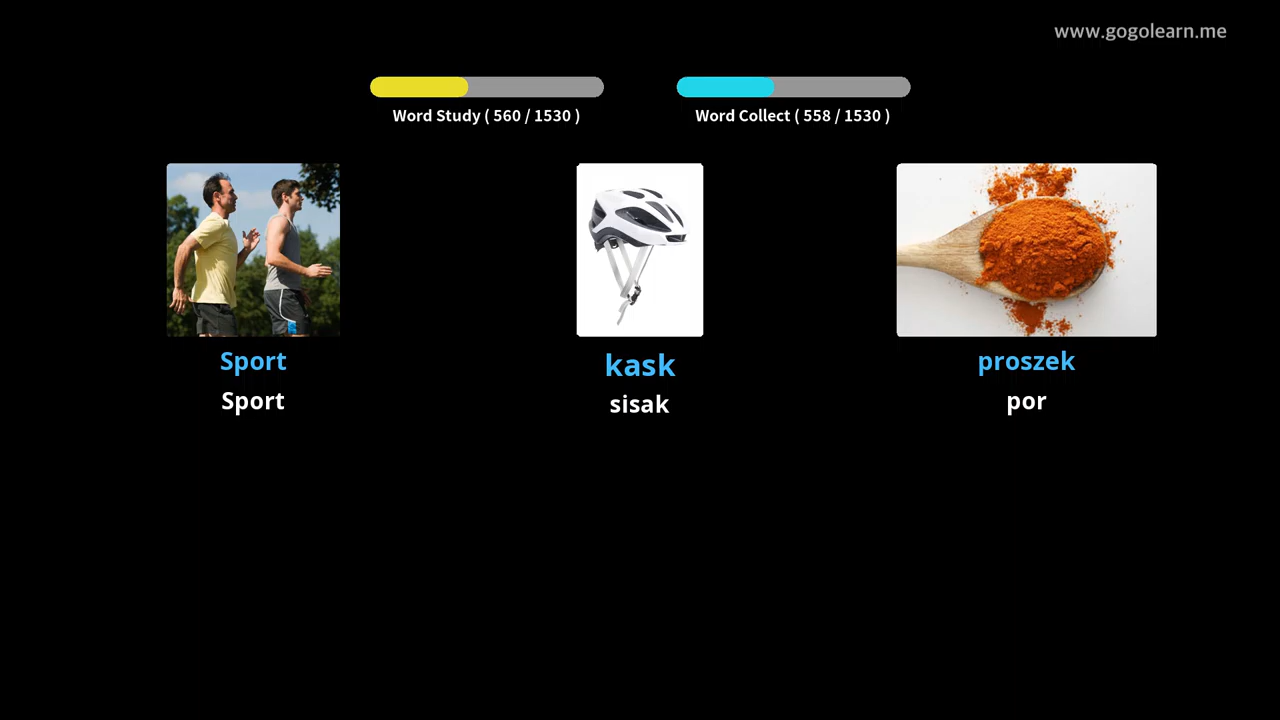 www.gogolearn.me
Word Study ( 560 / 1530 )
Word Collect ( 558 / 1530 )
Sport
Sport
kask
sisak
proszek
por